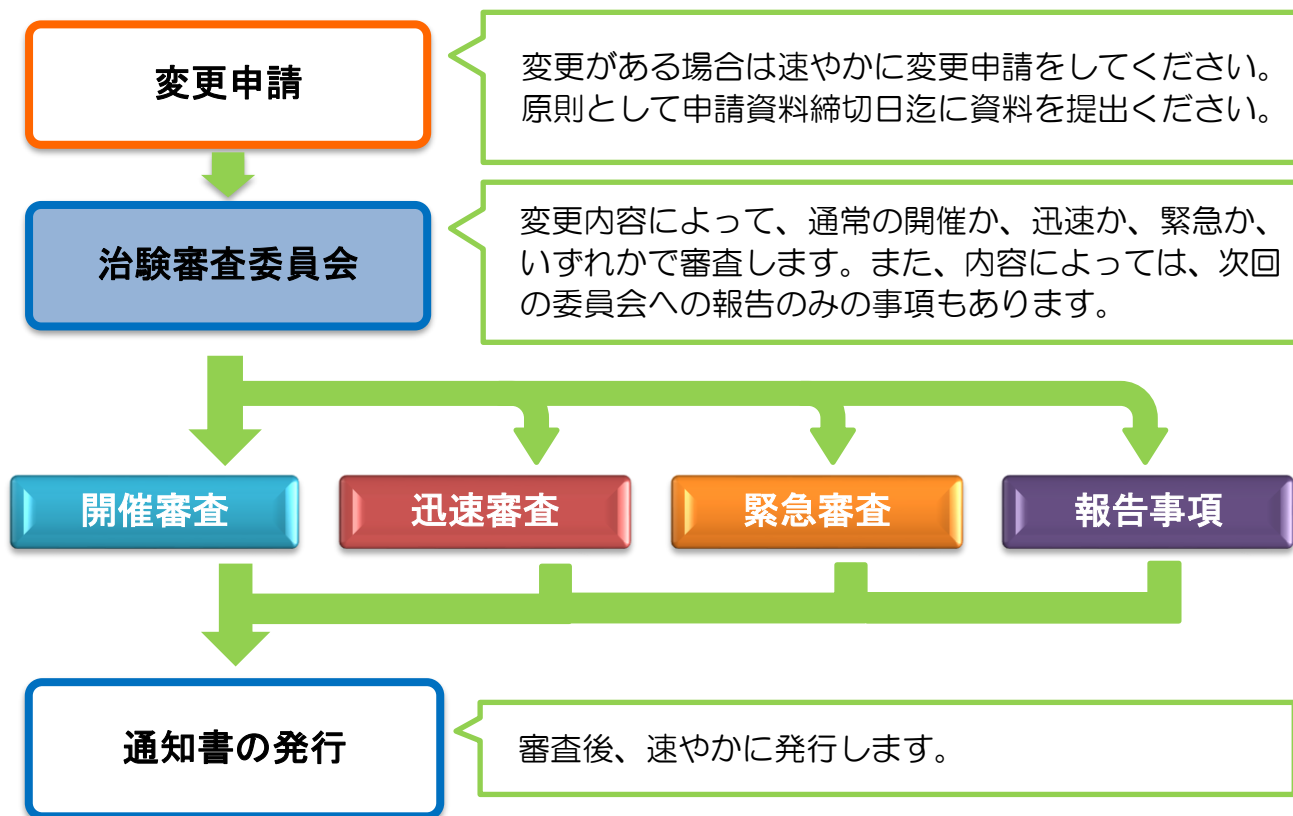 変更申請
変更がある場合は速やかに変更申請をしてください。
原則として申請資料締切日迄に資料を提出ください。
治験審査委員会
変更内容によって、通常の開催か、迅速か、緊急か、
いずれかで審査します。また、内容によっては、次回
の委員会への報告のみの事項もあります。
開催審査
迅速審査
緊急審査
報告事項
通知書の発行
審査後、速やかに発行します。